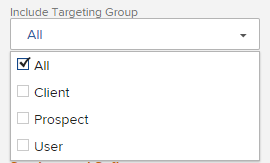 Include Targeting Group
All
All
Client
Prospect
User